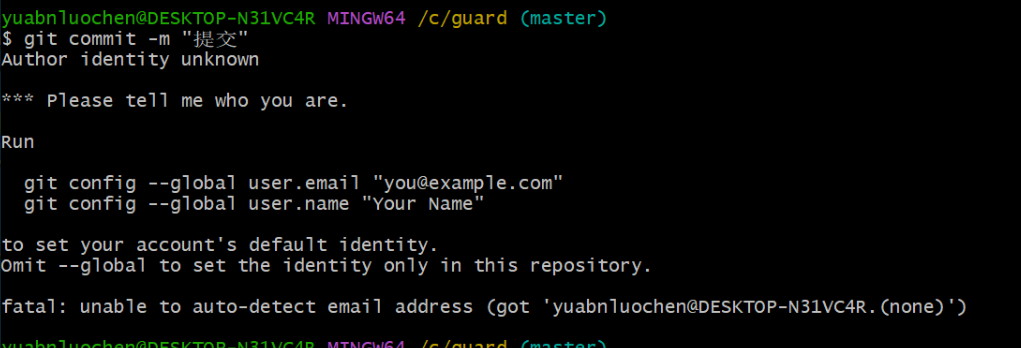 yuabnluochen@DESKTOP-N31VC4R MINGW64 /c/guard (master)
$ git commit -m "提交"
Author identity unknown
*** Please tell me who you are.
Run
git config --global user.email "you@example.com"
git config --global user.name "Your Name"
to set your account's default identity.
Omit --global to set the identity only in this repository.
fatal: unable to auto-detect email address (got 'yuabnluochen@DESKTOP-N31VC4R.(none)')
yuabnluochen@DESKTOP-N31VC4R MINGW64 /c/guard (master)